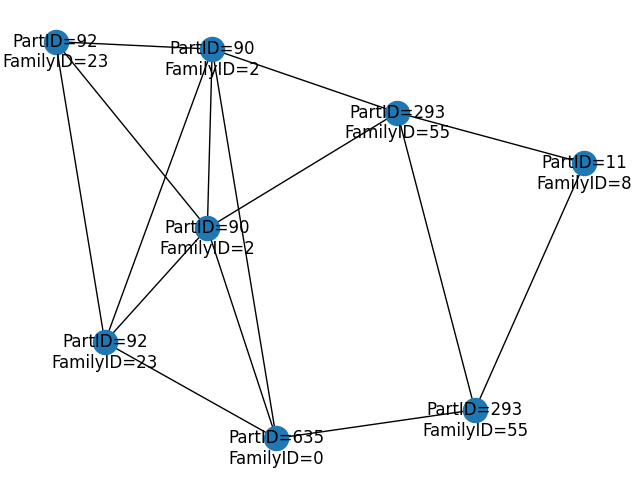 PartID=92
FamilyID=23
PartID=90
FamilyID=2
PartID=293
FamilyID=55
PartID=11
FamilyID=8
PartID=90
FamilyID=2
PartID=92
FamilyID=23
PartID=293
FamilyID=55
PartID=635
FamilyID=0